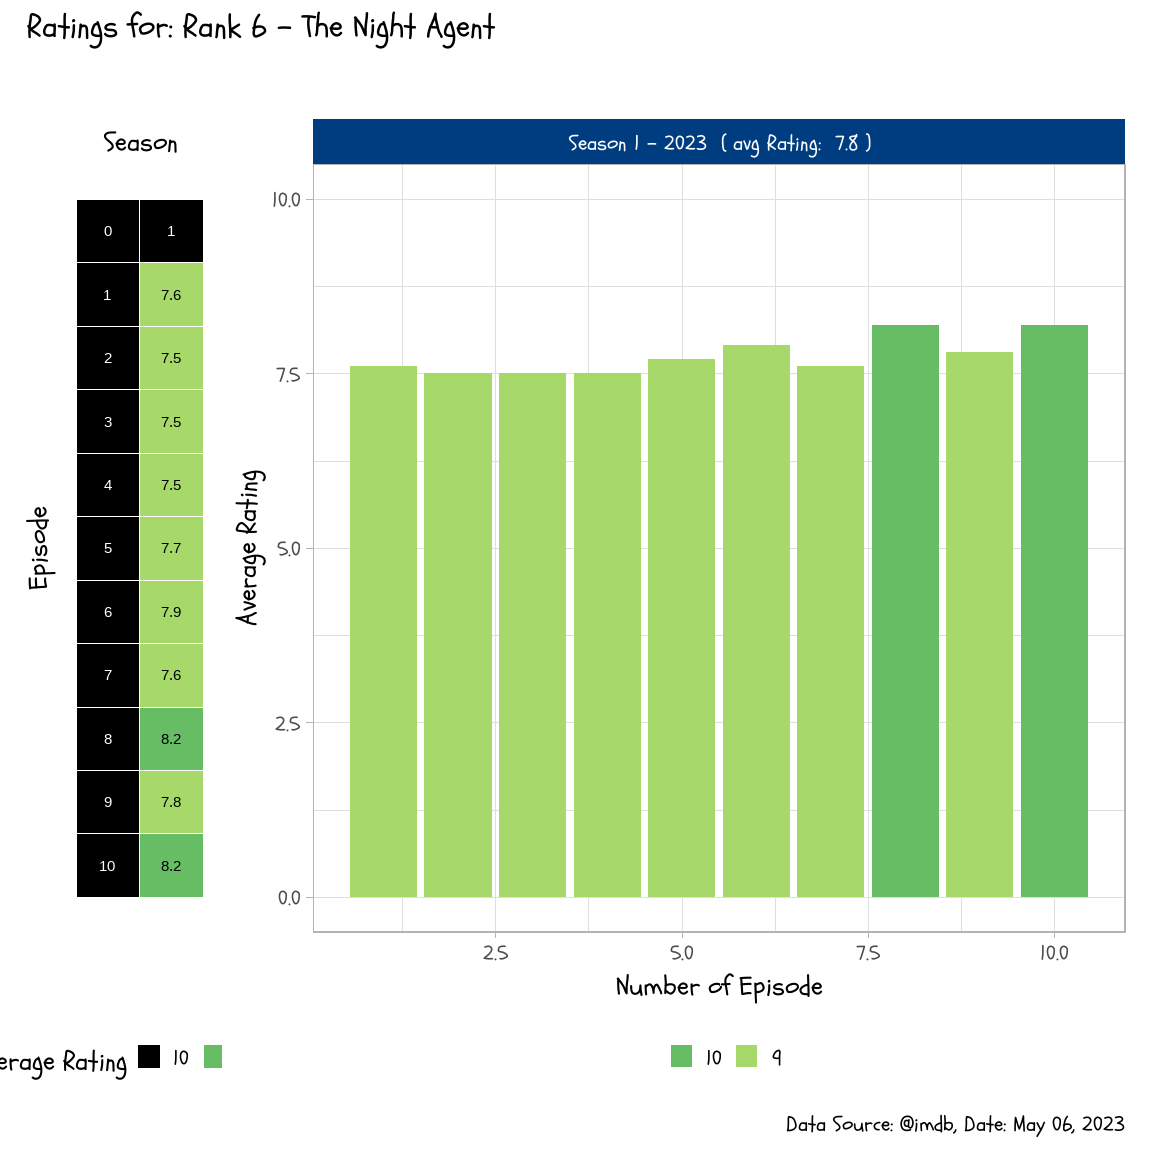 Ratings for: Rank 6 - The Night Agent
Season
Season 1 - 2023 ( avg Rating: 7.8 )
Episode
0 1
1 7.6
2 7.5
3 7.5
4 7.5
5 7.7
6 7.9
7 7.6
8 8.2
9 7.8
10 8.2
Average Rating
10.0
7.5
5.0
2.5
0.0
2.5 5.0 7.5 10.0
Number of Episode
erage Rating 10
10 9
Data Source: @imdb, Date: May 06, 2023